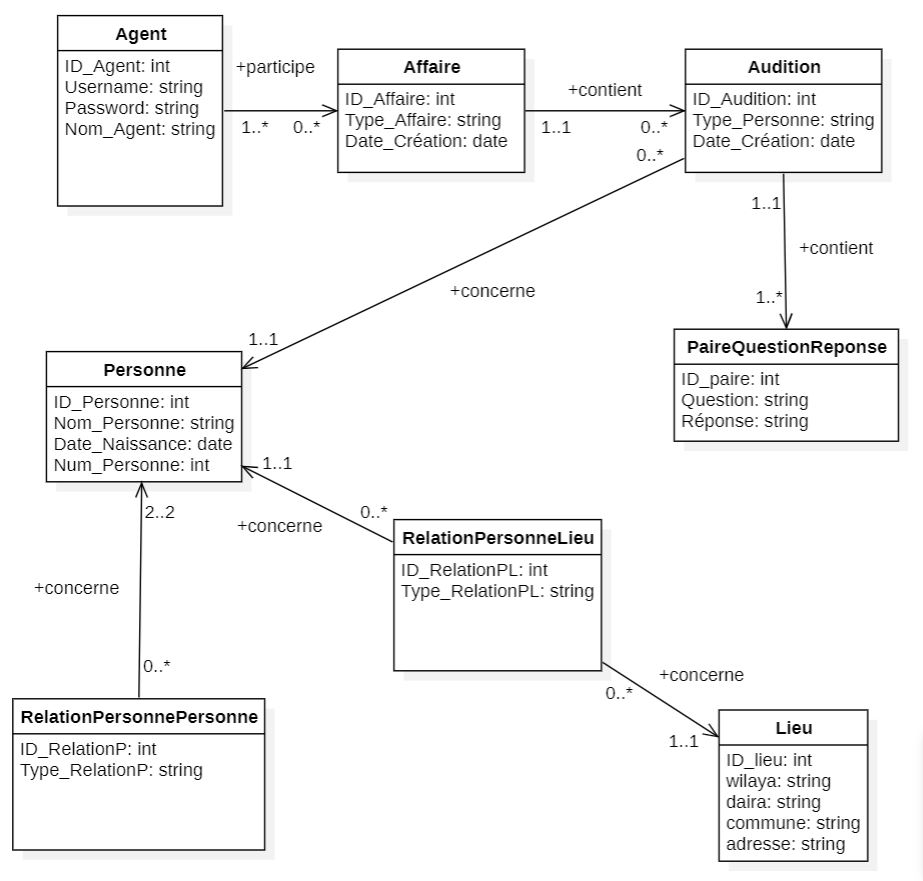 Agent
ID_Agent: int
Username: string
Password: string
Nom_Agent: string
+participe
1..*
0..*
Affaire
ID_Affaire: int
Type_Affaire: string
Date_Création: date
+contient
1..1
0..*
Audition
ID_Audition: int
Type_Personne: string
Date_Création: date
0..*
+concerne
1..1
1..1
+contient
1..*
PaireQuestionReponse
ID_paire: int
Question: string
Réponse: string
Personne
ID_Personne: int
Nom_Personne: string
Date_Naissance: date
Num_Personne: int
1..1
+concerne
0..*
2..2
+concerne
0..*
RelationPersonneLieu
ID_RelationPL: int
Type_RelationPL: string
+concerne
0..*
1..1
RelationPersonnePersonne
ID_RelationP: int
Type_RelationP: string
Lieu
ID_lieu: int
wilaya: string
daira: string
commune: string
adresse: string